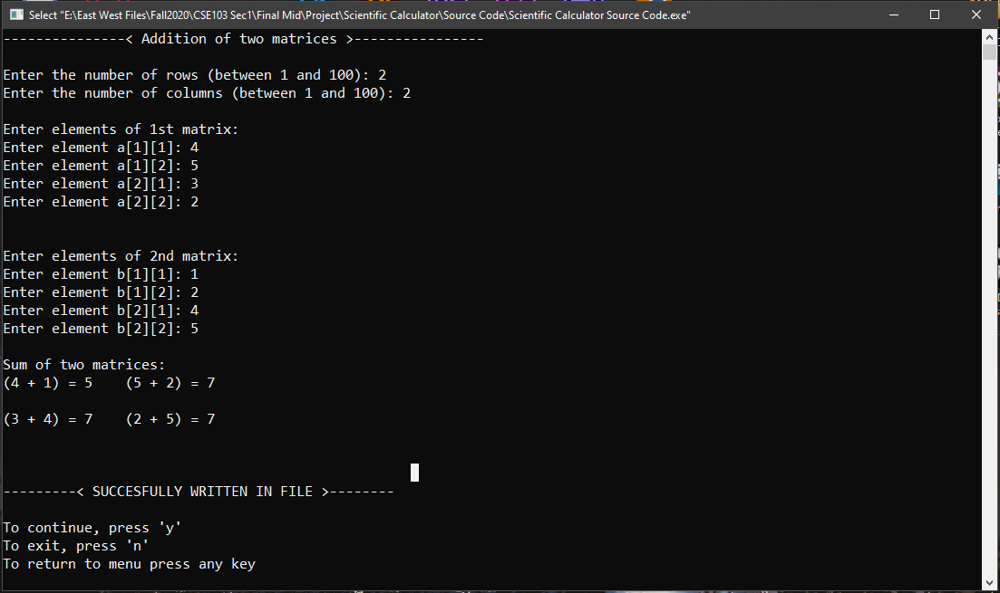 Select "E:\East West Files\Fall2020\CSE103 Sec1\Final Mid\Project\Scientific Calculator\Source Code\Scientific Calculator Source Code.exe"
---------------< Addition of two matrices >----------------
Enter the number of rows (between 1 and 100): 2
Enter the number of columns (between 1 and 100): 2
Enter elements of 1st matrix:
Enter element a[1][1]: 4
Enter element a[1][2]: 5
Enter element a[2][1]: 3
Enter element a[2][2]: 2
Enter elements of 2nd matrix:
Enter element b[1][1]: 1
Enter element b[1][2]: 2
Enter element b[2][1]: 4
Enter element b[2][2]: 5
Sum of two matrices:
(4 + 1) = 5    (5 + 2) = 7
(3 + 4) = 7    (2 + 5) = 7
---------< SUCCESFULLY WRITTEN IN FILE >--------
To continue, press 'y'
To exit, press 'n'
To return to menu press any key